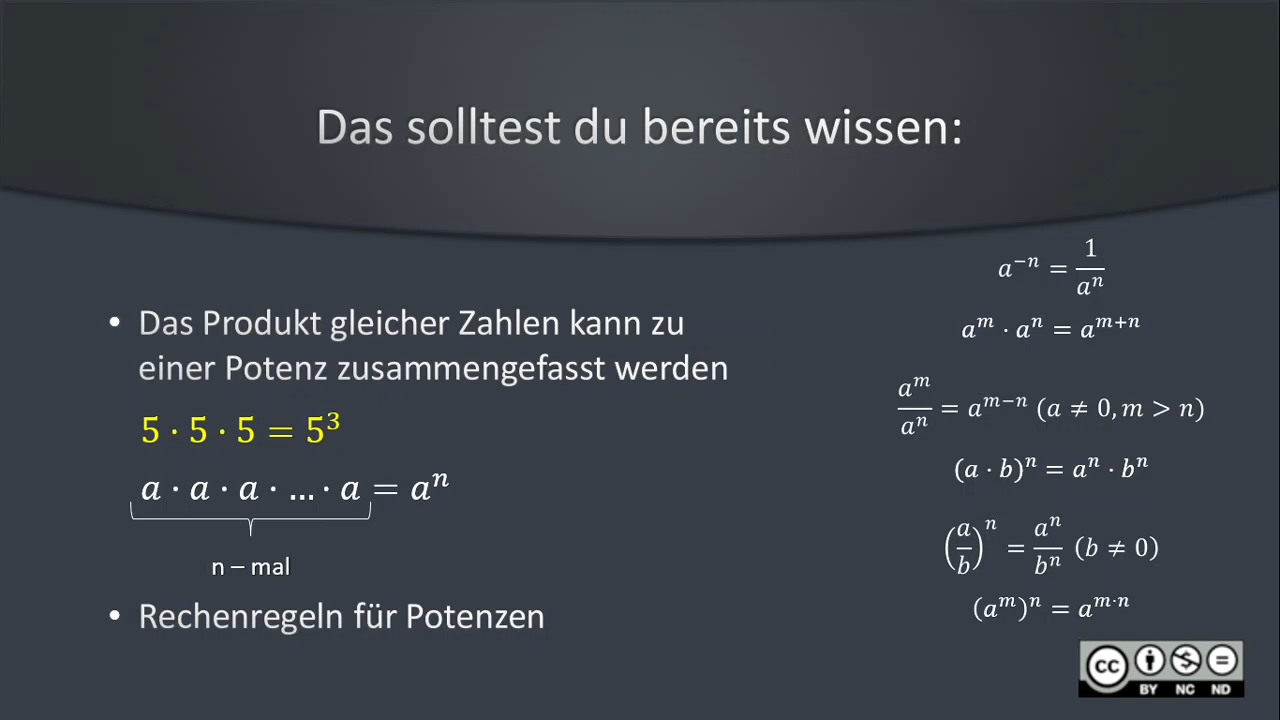 Das solltest du bereits wissen:
• Das Produkt gleicher Zahlen kann zu
einer Potenz zusammengefasst werden
5 · 5 · 5 = 5³
a · a · a · … · a = aⁿ
n – mal
• Rechenregeln für Potenzen
a⁻ⁿ = 1/aⁿ
aᵐ · aⁿ = aᵐ⁺ⁿ
aᵐ/aⁿ = aᵐ⁻ⁿ (a ≠ 0, m > n)
(a · b)ⁿ = aⁿ · bⁿ
(a/b)ⁿ = aⁿ/bⁿ (b ≠ 0)
(aᵐ)ⁿ = aᵐ·ⁿ
cc BY NC ND